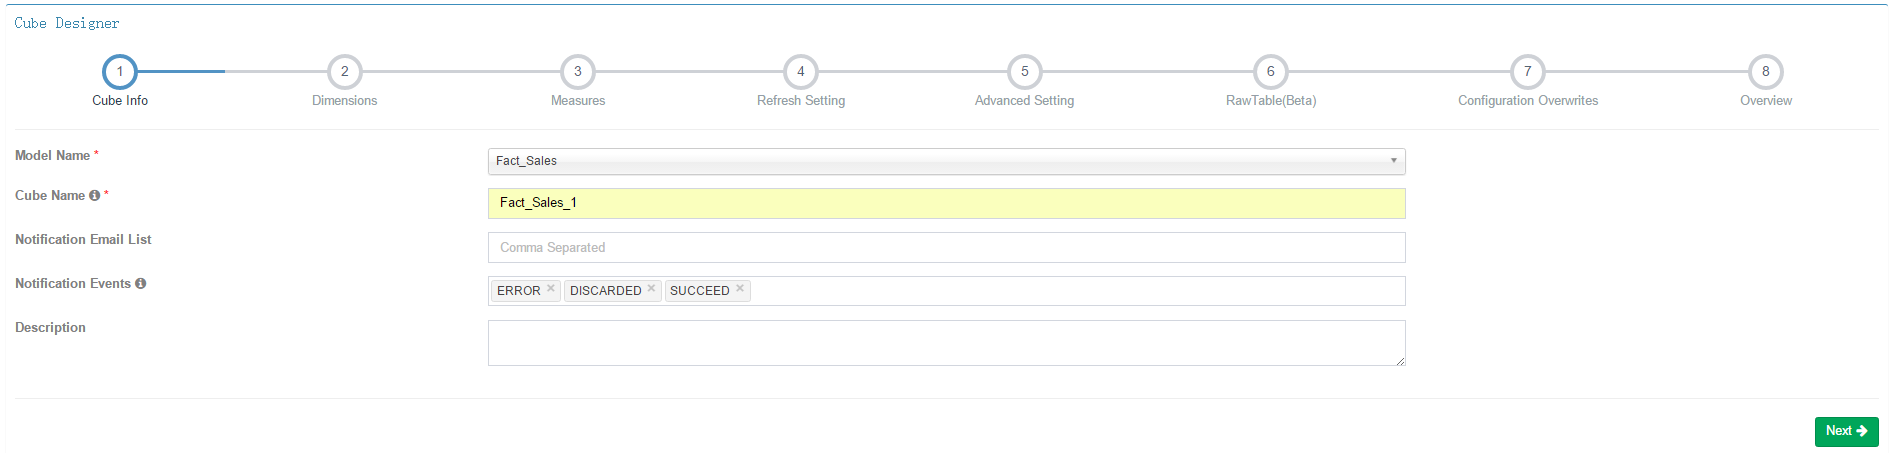 Cube Designer
1 2 3 4 5 6 7 8
Cube Info Dimensions Measures Refresh Setting Advanced Setting RawTable(Beta) Configuration Overwrites Overview
Model Name * Fact_Sales
Cube Name * Fact_Sales_1
Notification Email List Comma Separated
Notification Events ERROR × DISCARDED × SUCCEED ×
Description
Next →